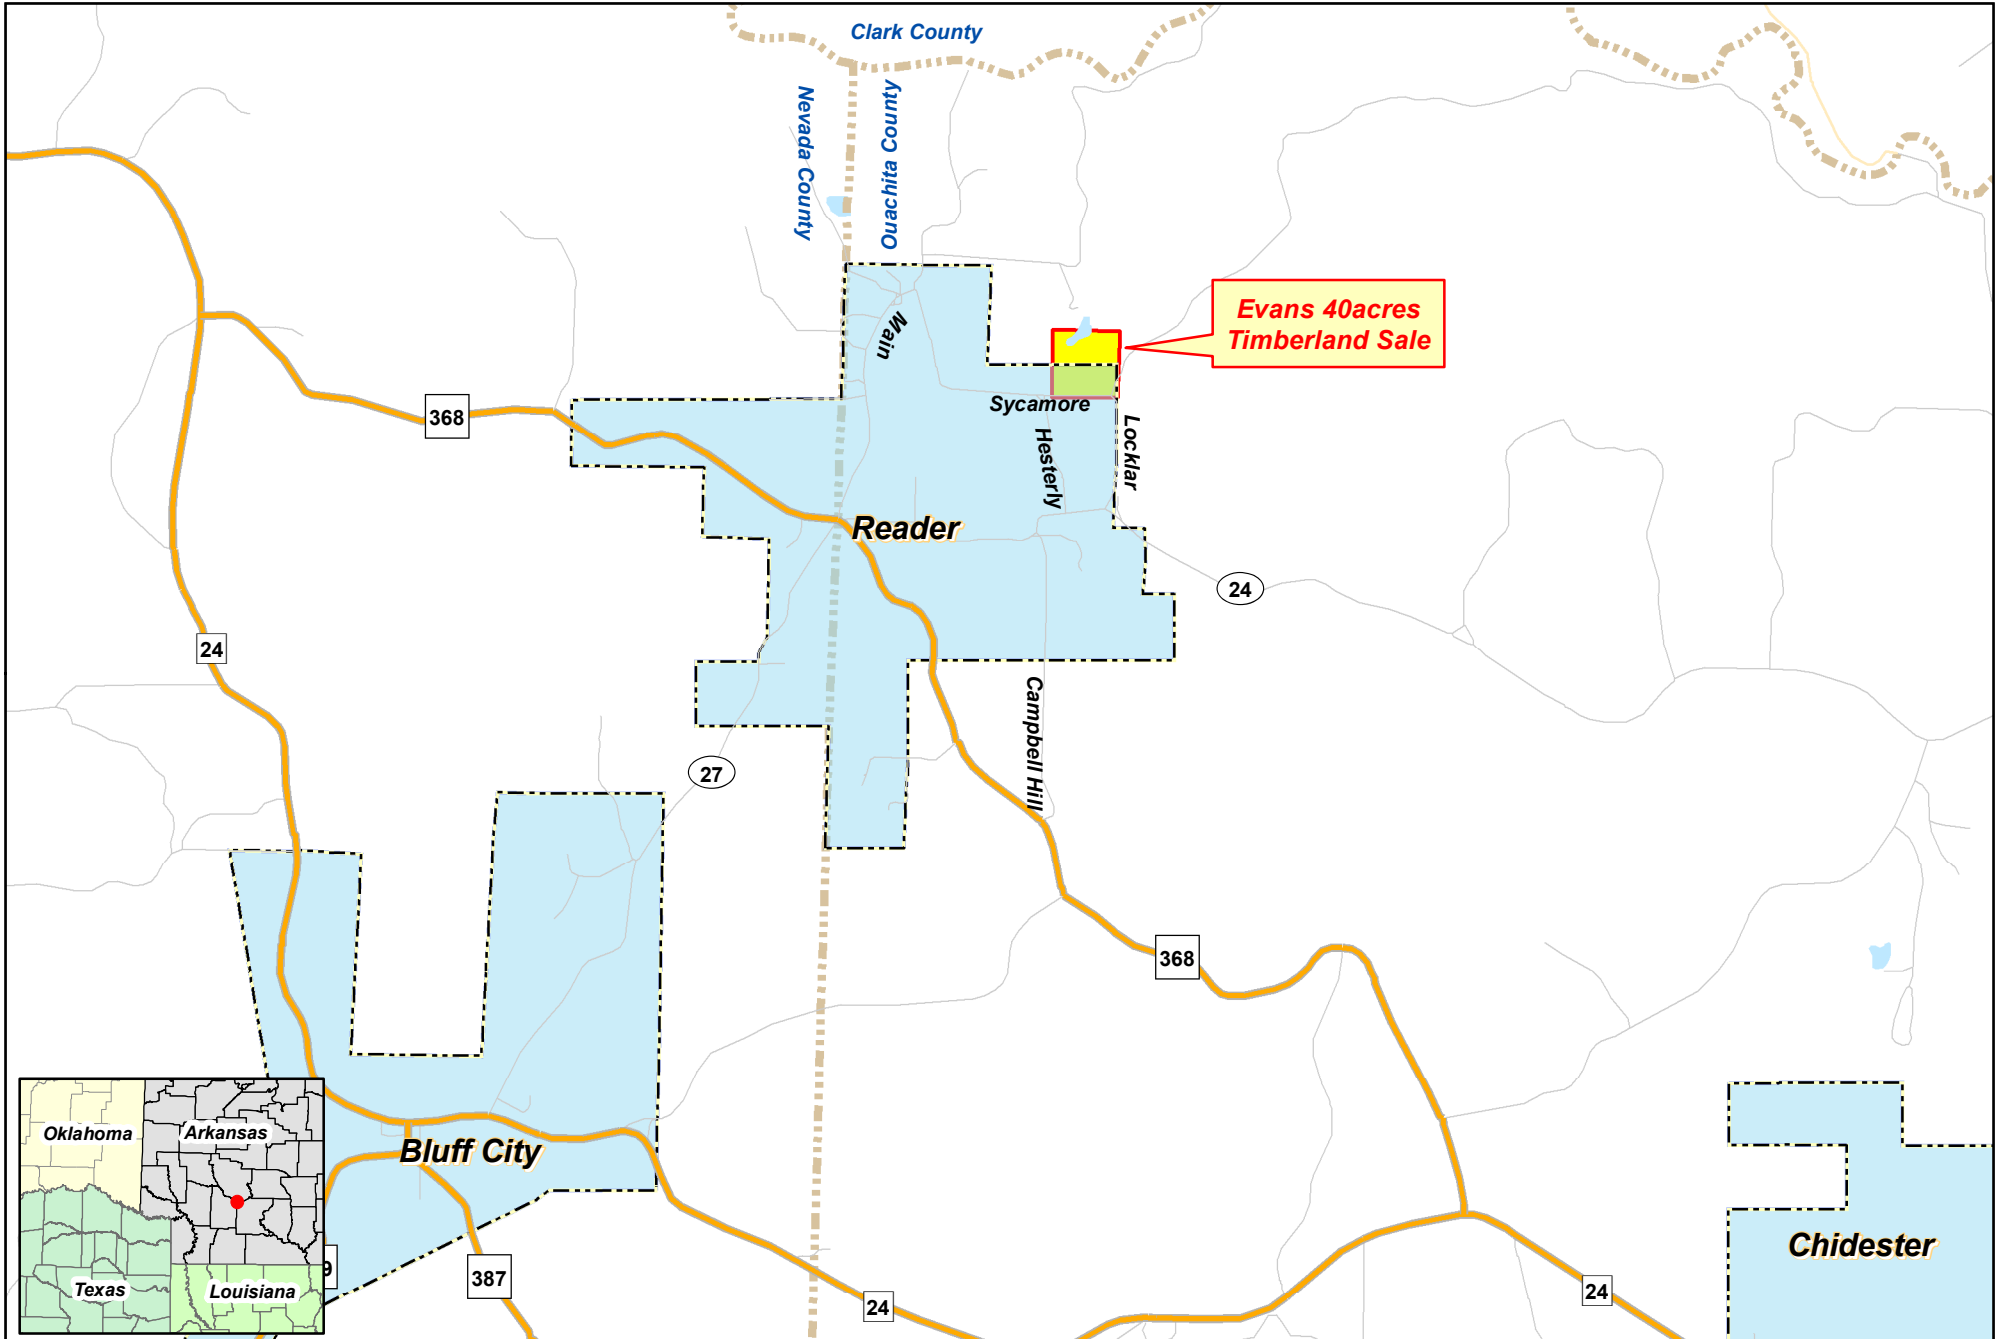 Clark County
Nevada County
Ouachita County
Evans 40acres
Timberland Sale
Main
Sycamore
368
Hesterly
Locklar
Reader
24
24
Campbell Hill
27
368
Oklahoma
Arkansas
Bluff City
Texas
Louisiana
9
387
24
24
Chidester